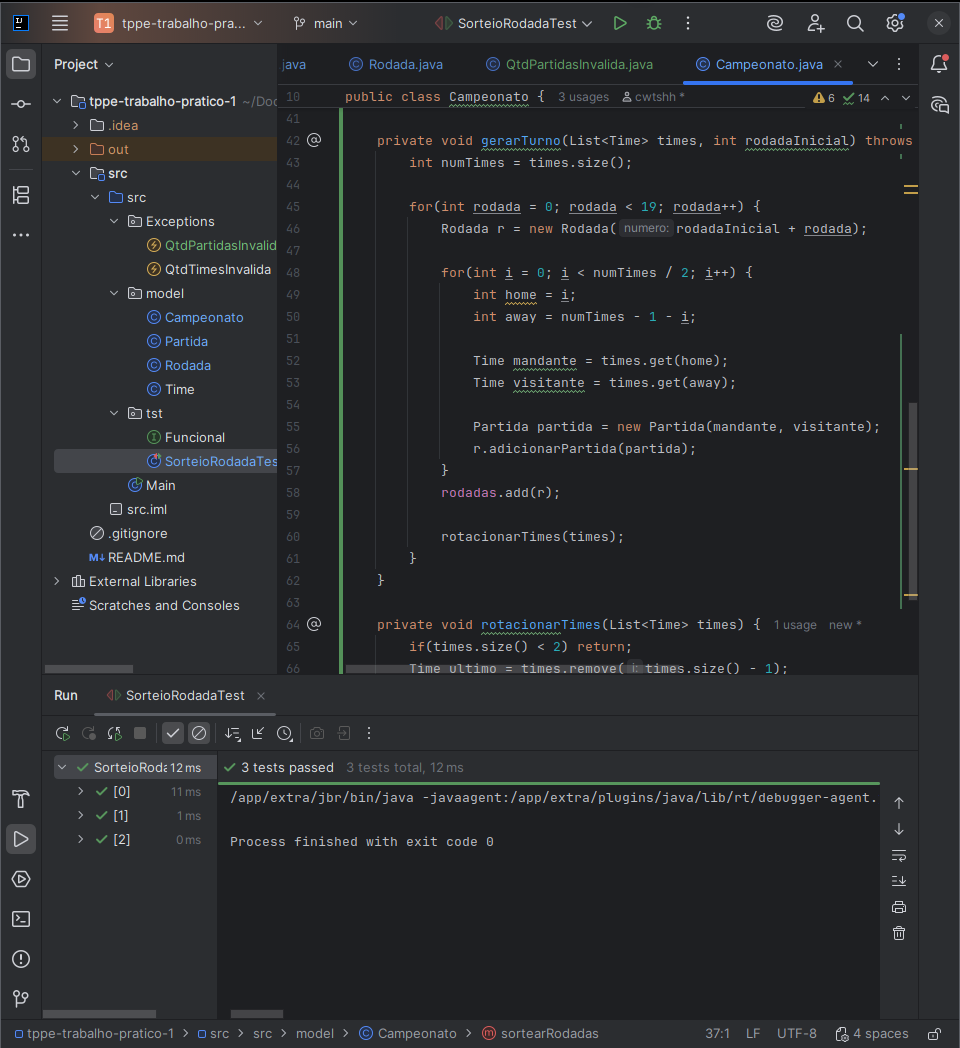 T1 tppe-trabalho-pra... main SorteioRodadaTest
Project
java Rodada.java QtdPartidasInvalida.java Campeonato.java
tppe-trabalho-pratico-1 ~/Doc
.idea
out
src
src
Exceptions
QtdPartidasInvalid
QtdTimesInvalida
model
Campeonato
Partida
Rodada
Time
tst
Funcional
SorteioRodadaTes
Main
src.iml
.gitignore
M↓ README.md
External Libraries
Scratches and Consoles
10 public class Campeonato { 3 usages cwtshh * 6 14
41
42 @ private void gerarTurno(List<Time> times, int rodadaInicial) throws
43 int numTimes = times.size();
44
45 for(int rodada = 0; rodada < 19; rodada++) {
46 Rodada r = new Rodada( numero: rodadaInicial + rodada);
47
48 for(int i = 0; i < numTimes / 2; i++) {
49 int home = i;
50 int away = numTimes - 1 - i;
51
52 Time mandante = times.get(home);
53 Time visitante = times.get(away);
54
55 Partida partida = new Partida(mandante, visitante);
56 r.adicionarPartida(partida);
57 }
58 rodadas.add(r);
59
60 rotacionarTimes(times);
61 }
62 }
63
64 @ private void rotacionarTimes(List<Time> times) { 1 usage new *
65 if(times.size() < 2) return;
66 Time ultimo = times.remove( i: times.size() - 1);
Run SorteioRodadaTest
SorteioRoda 12 ms
[0] 11 ms
[1] 1 ms
[2] 0 ms
3 tests passed 3 tests total, 12 ms
/app/extra/jbr/bin/java -javaagent:/app/extra/plugins/java/lib/rt/debugger-agent.
Process finished with exit code 0
tppe-trabalho-pratico-1 > src > src > model > Campeonato > sortearRodadas 37:1 LF UTF-8 4 spaces